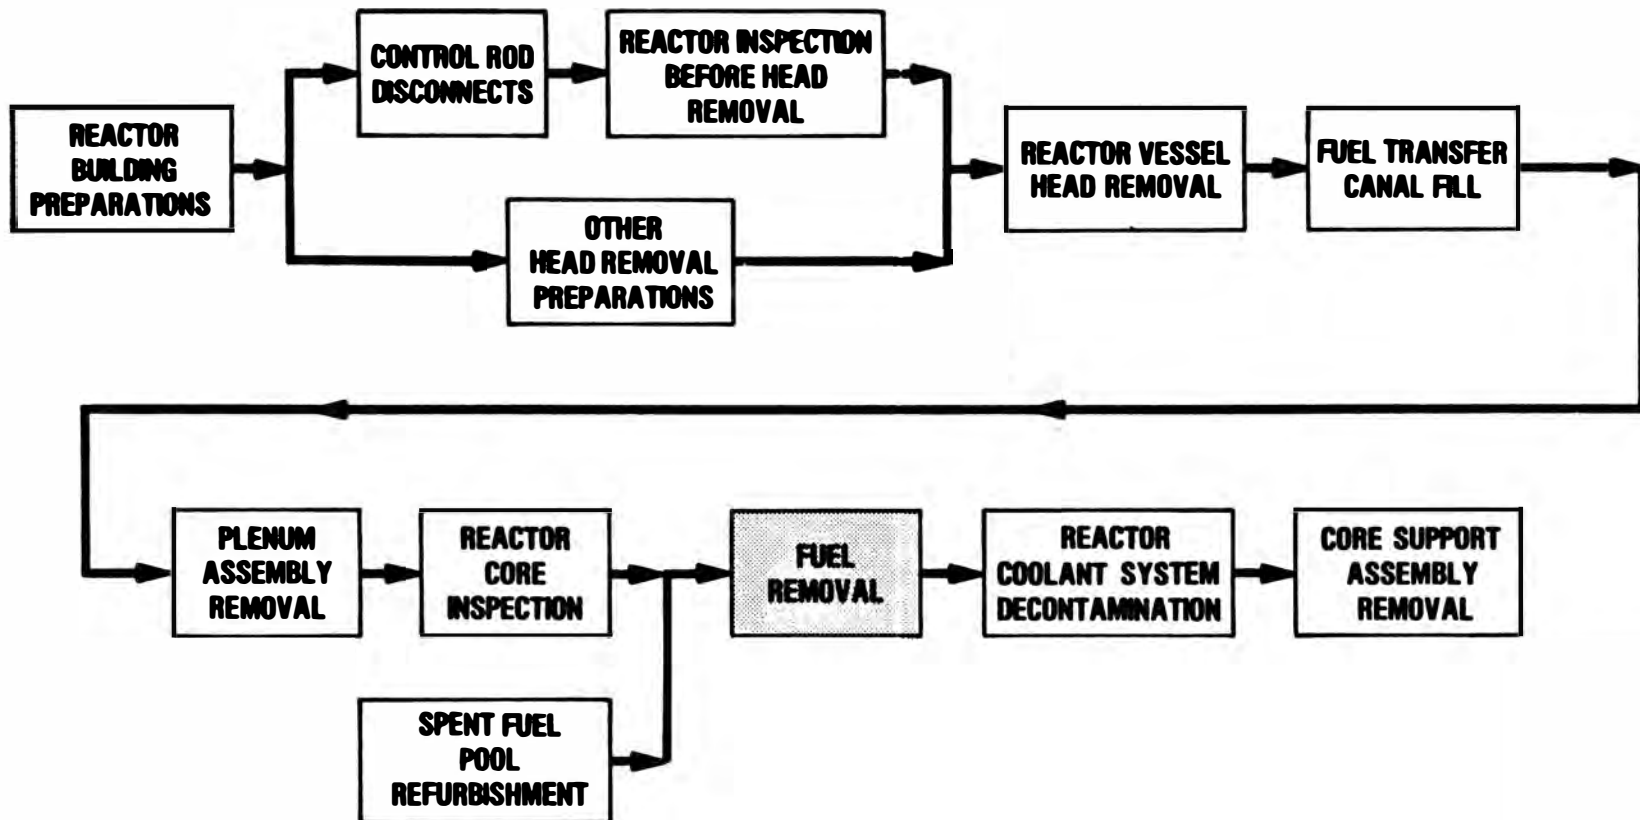 REACTOR
BUILDING
PREPARATIONS
CONTROL ROD
DISCONNECTS
REACTOR INSPECTION
BEFORE HEAD
REMOVAL
OTHER
HEAD REMOVAL
PREPARATIONS
REACTOR VESSEL
HEAD REMOVAL
FUEL TRANSFER
CANAL FILL
PLENUM
ASSEMBLY
REMOVAL
REACTOR
CORE
INSPECTION
SPENT FUEL
POOL
REFURBISHMENT
FUEL
REMOVAL
REACTOR
COOLANT SYSTEM
DECONTAMINATION
CORE SUPPORT
ASSEMBLY
REMOVAL